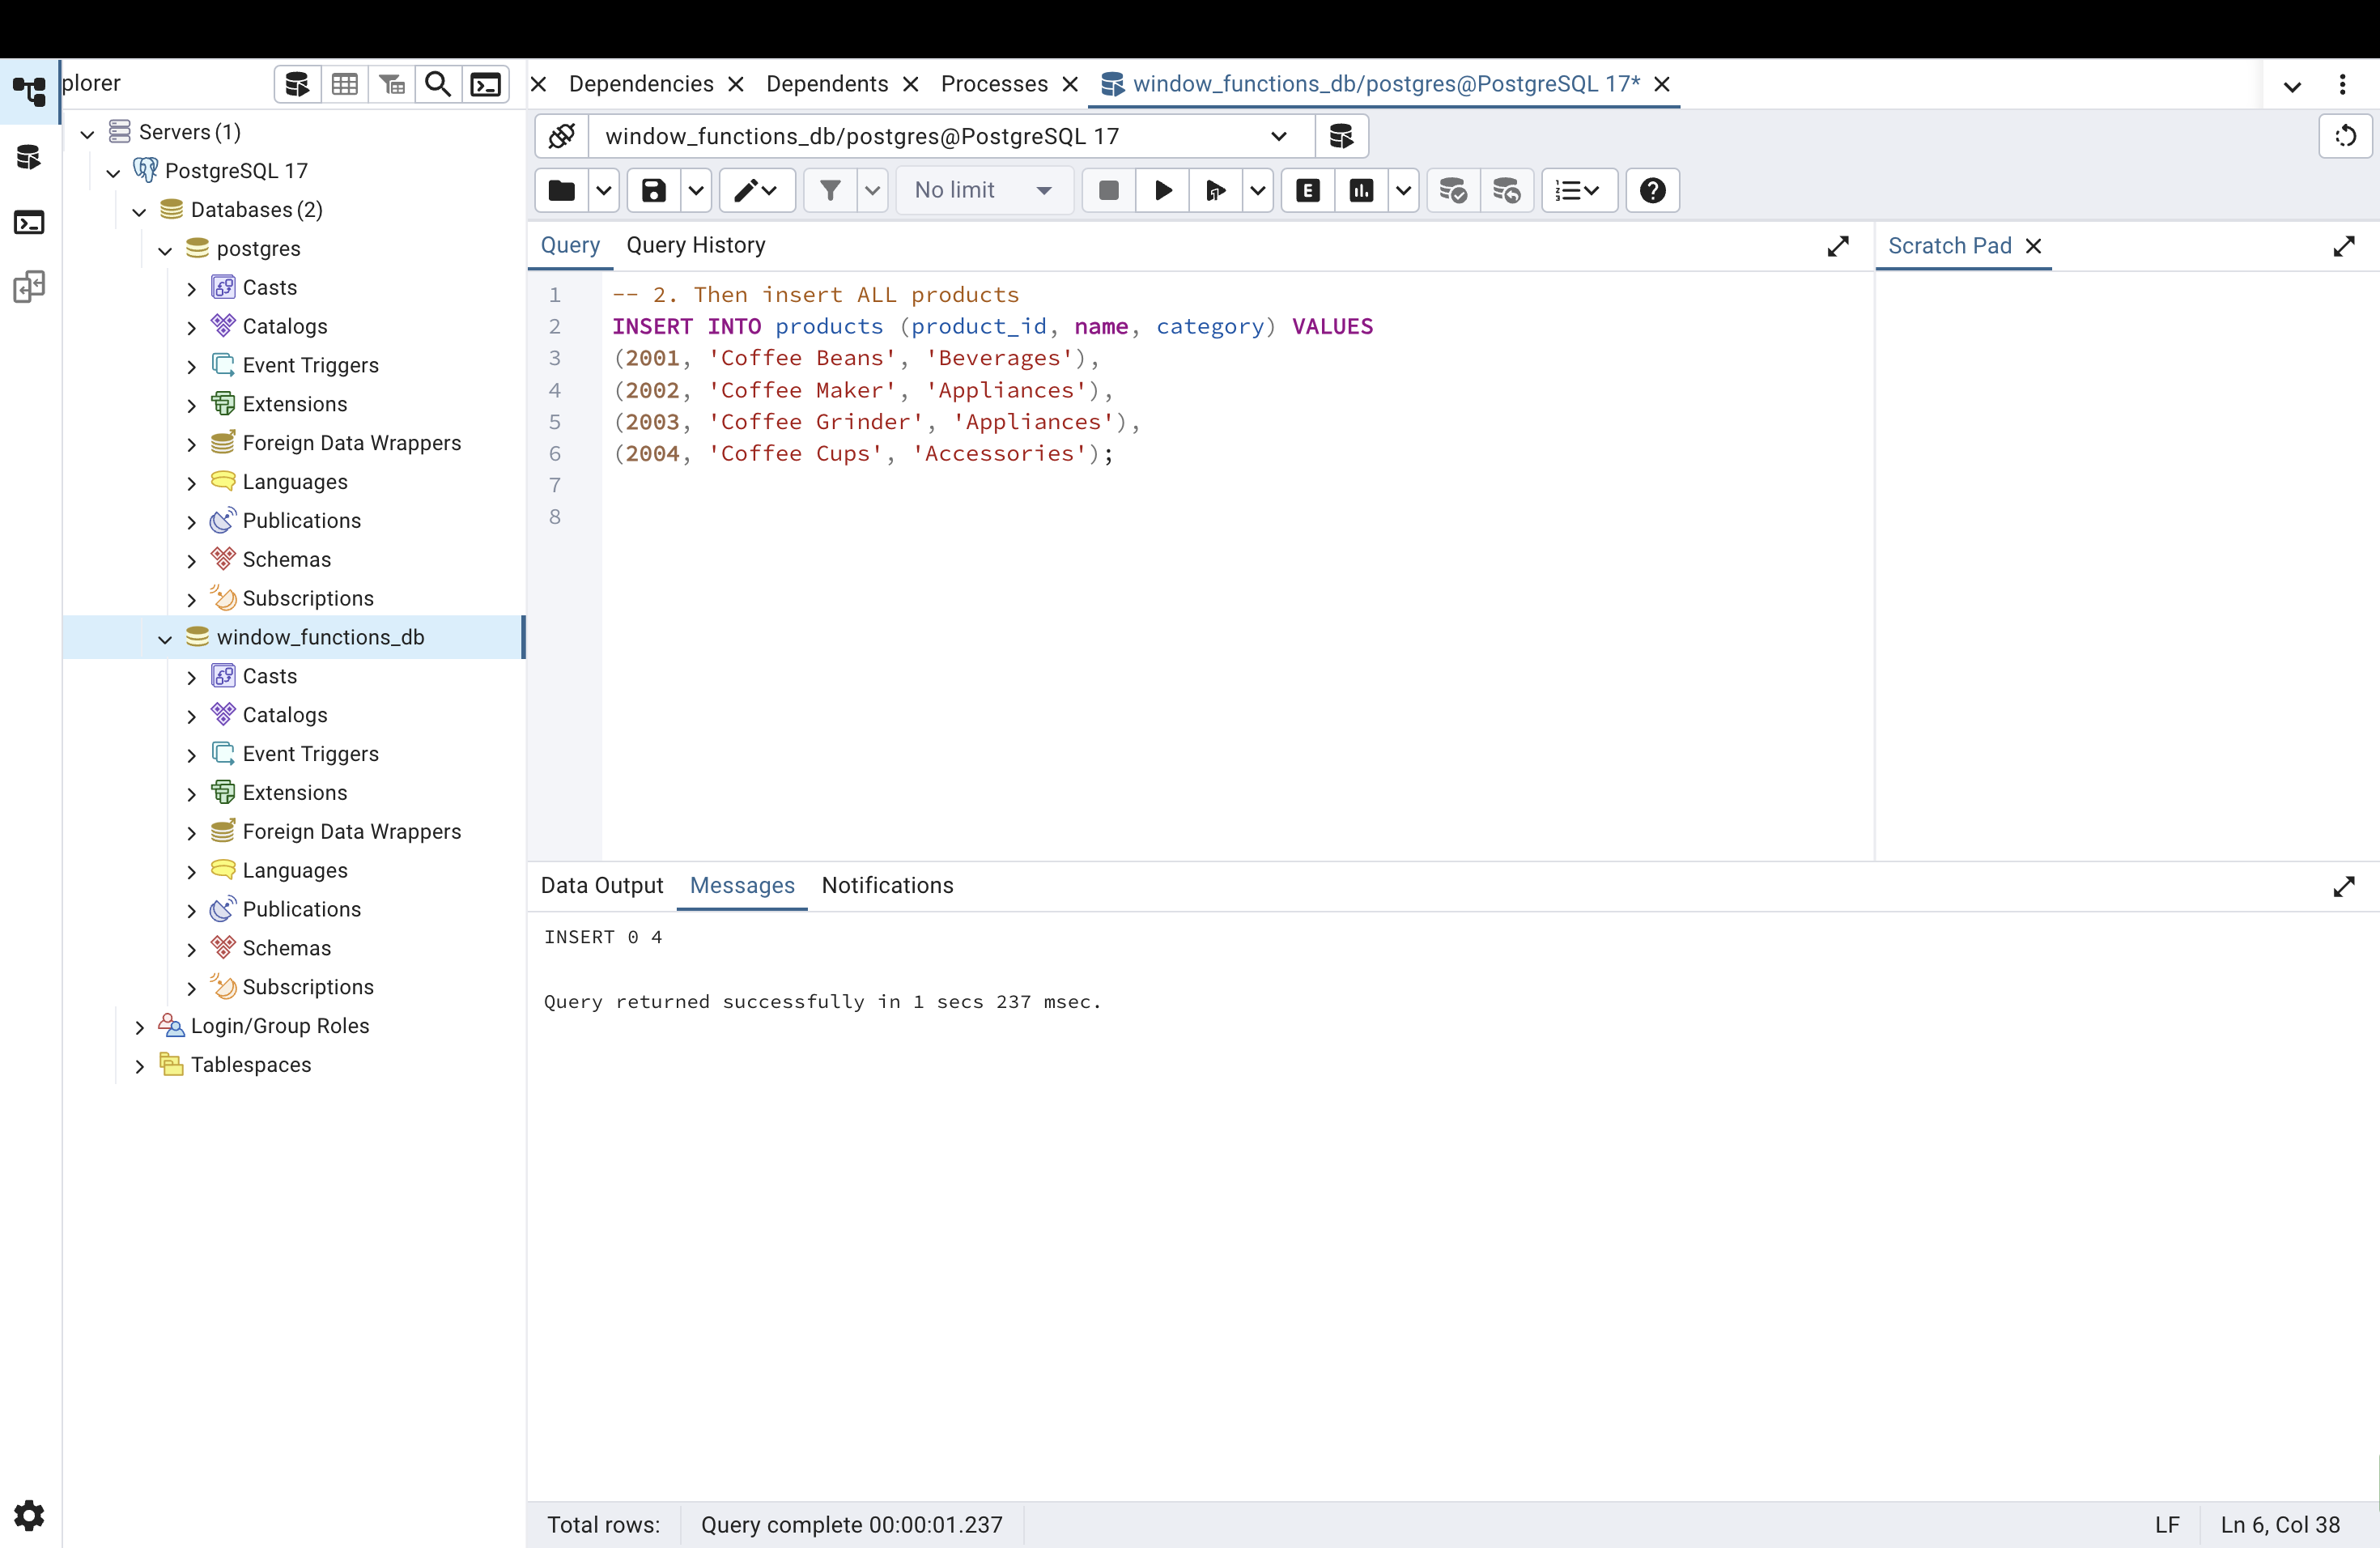 plorer
Dependencies
Dependents
Processes
window_functions_db/postgres@PostgreSQL 17*
Servers (1)
PostgreSQL 17
Databases (2)
postgres
Casts
Catalogs
Event Triggers
Extensions
Foreign Data Wrappers
Languages
Publications
Schemas
Subscriptions
window_functions_db
Casts
Catalogs
Event Triggers
Extensions
Foreign Data Wrappers
Languages
Publications
Schemas
Subscriptions
Login/Group Roles
Tablespaces
window_functions_db/postgres@PostgreSQL 17
No limit
E
Query
Query History
Scratch Pad
1 -- 2. Then insert ALL products
2 INSERT INTO products (product_id, name, category) VALUES
3 (2001, 'Coffee Beans', 'Beverages'),
4 (2002, 'Coffee Maker', 'Appliances'),
5 (2003, 'Coffee Grinder', 'Appliances'),
6 (2004, 'Coffee Cups', 'Accessories');
7
8
Data Output
Messages
Notifications
INSERT 0 4
Query returned successfully in 1 secs 237 msec.
Total rows:
Query complete 00:00:01.237
LF
Ln 6, Col 38